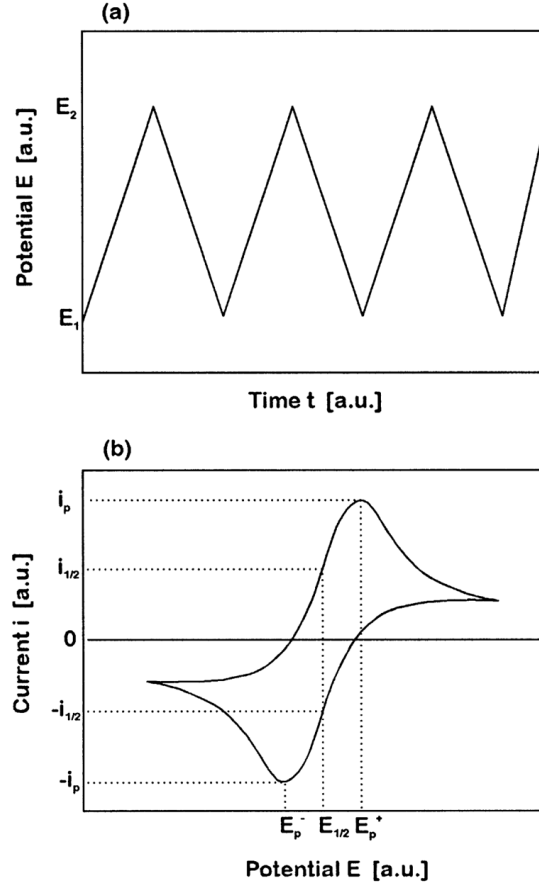 (a)
E₂
E₁
Potential E [a.u.]
Time t [a.u.]
(b)
iₚ
i₁/₂
0
-i₁/₂
-iₚ
Current i [a.u.]
Eₚ⁻ E₁/₂ Eₚ⁺
Potential E [a.u.]